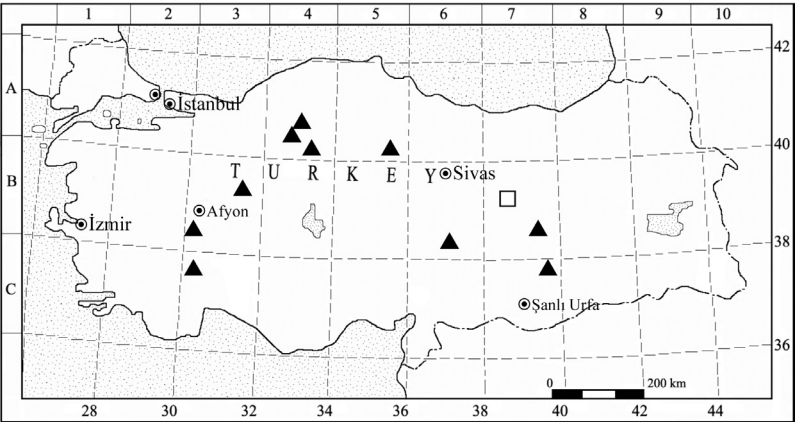 1 2 3 4 5 6 7 8 9 10
42
A
İstanbul
40
T U R K E Y
Sivas
B
Afyon
İzmir
38
C
Şanlı Urfa
36
0 200 km
28 30 32 34 36 38 40 42 44